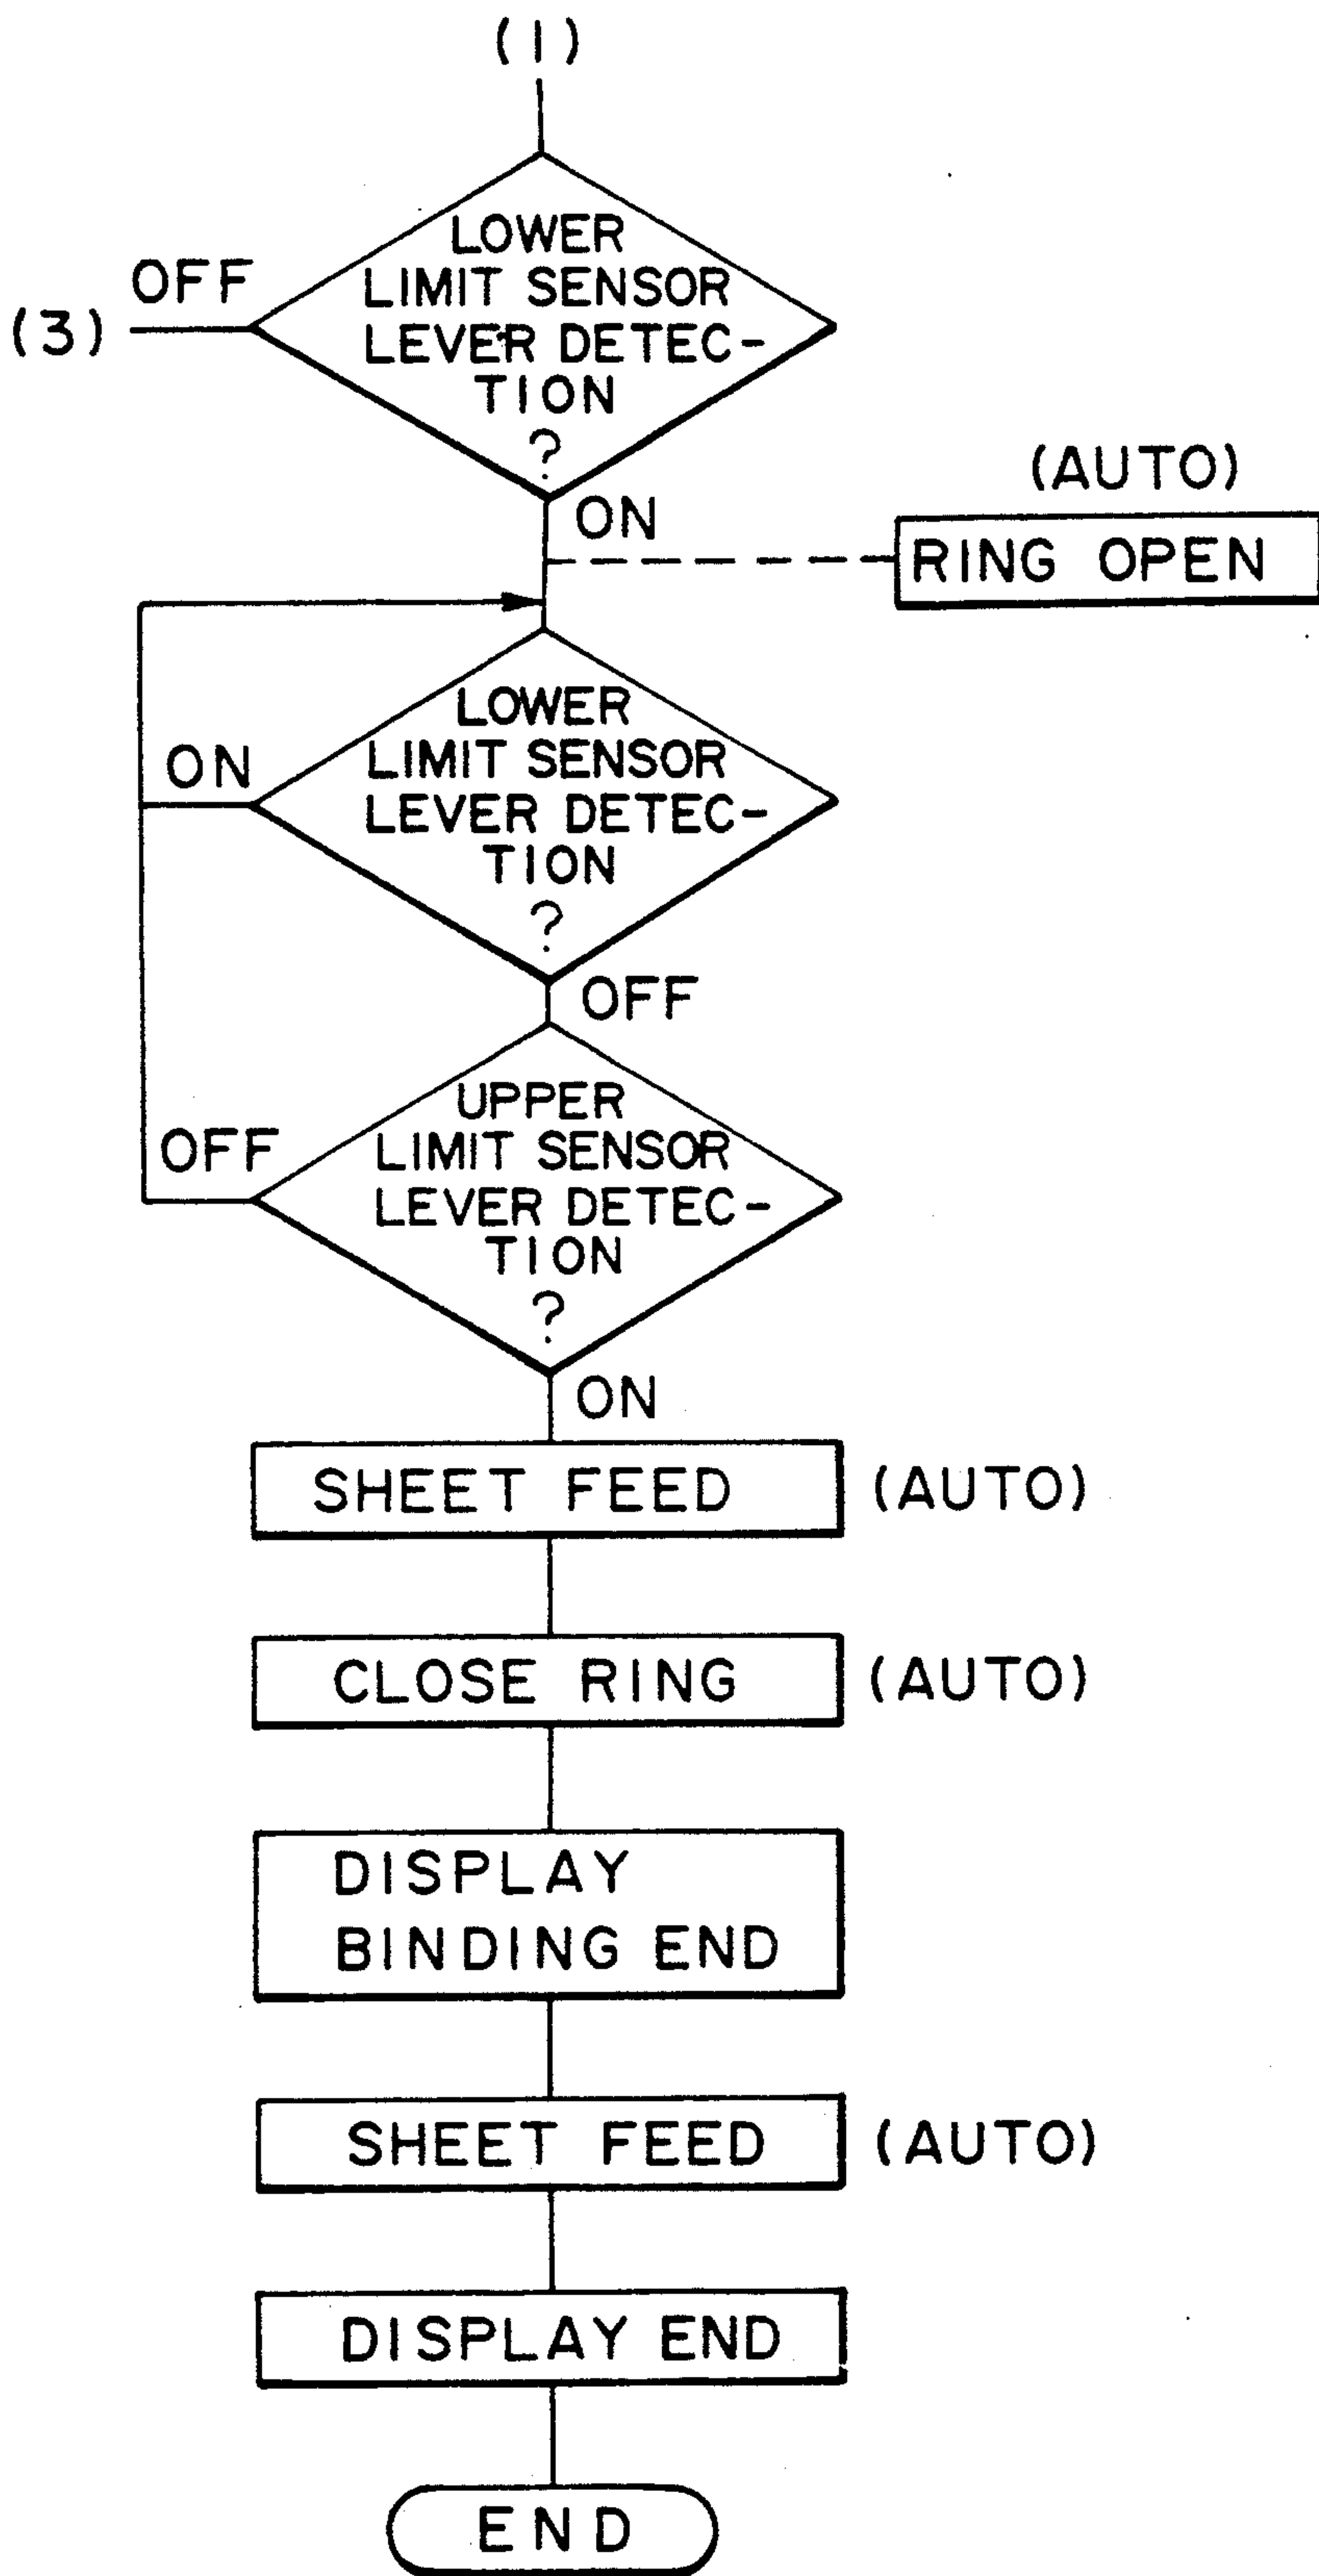 (1)
LOWER
LIMIT SENSOR
LEVER DETEC-
TION
?
OFF
(3)
ON
(AUTO)
RING OPEN
LOWER
LIMIT SENSOR
LEVER DETEC-
TION
?
ON
OFF
UPPER
LIMIT SENSOR
LEVER DETEC-
TION
?
OFF
ON
SHEET FEED (AUTO)
CLOSE RING (AUTO)
DISPLAY
BINDING END
SHEET FEED (AUTO)
DISPLAY END
END